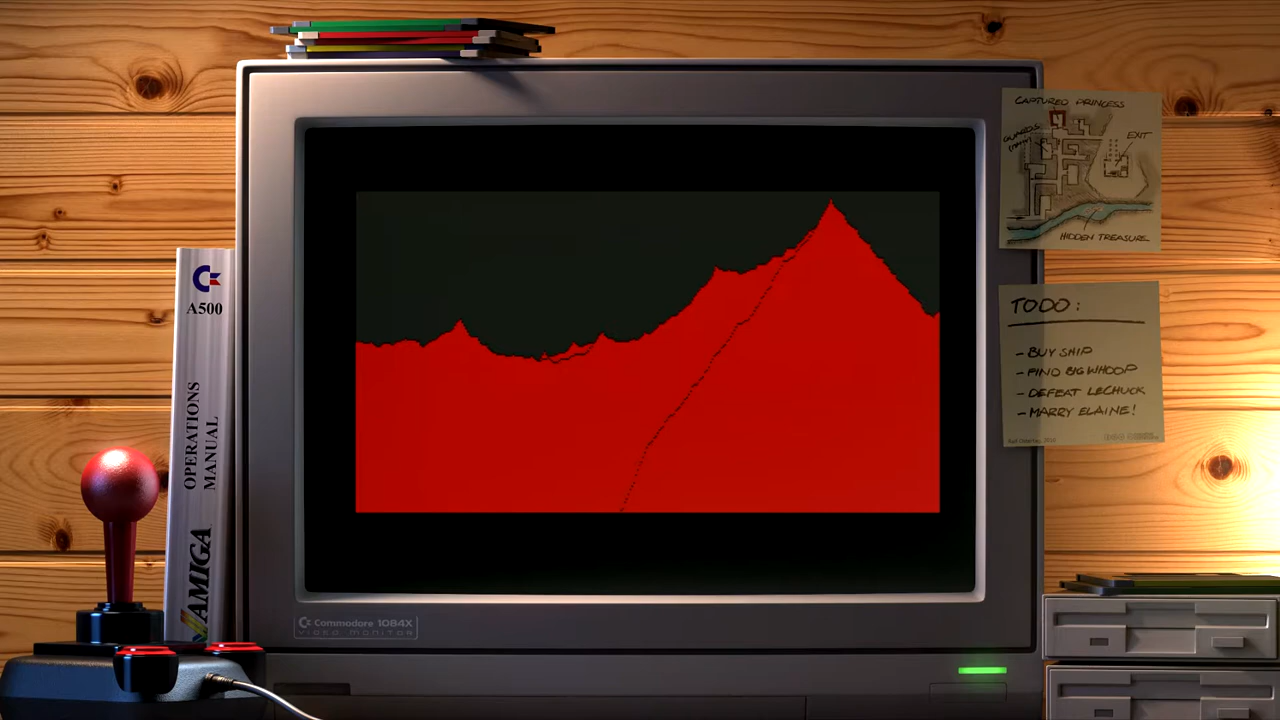 CAPTURED PRINCESS
GUARDS
EXIT
HIDDEN TREASURE
A500
OPERATIONS
MANUAL
AMIGA
TODO:
- BUY SHIP
- FIND BIG WHOOP
- DEFEAT LECHUCK
- MARRY ELAINE!
Commodore 1084X
VIDEO MONITOR